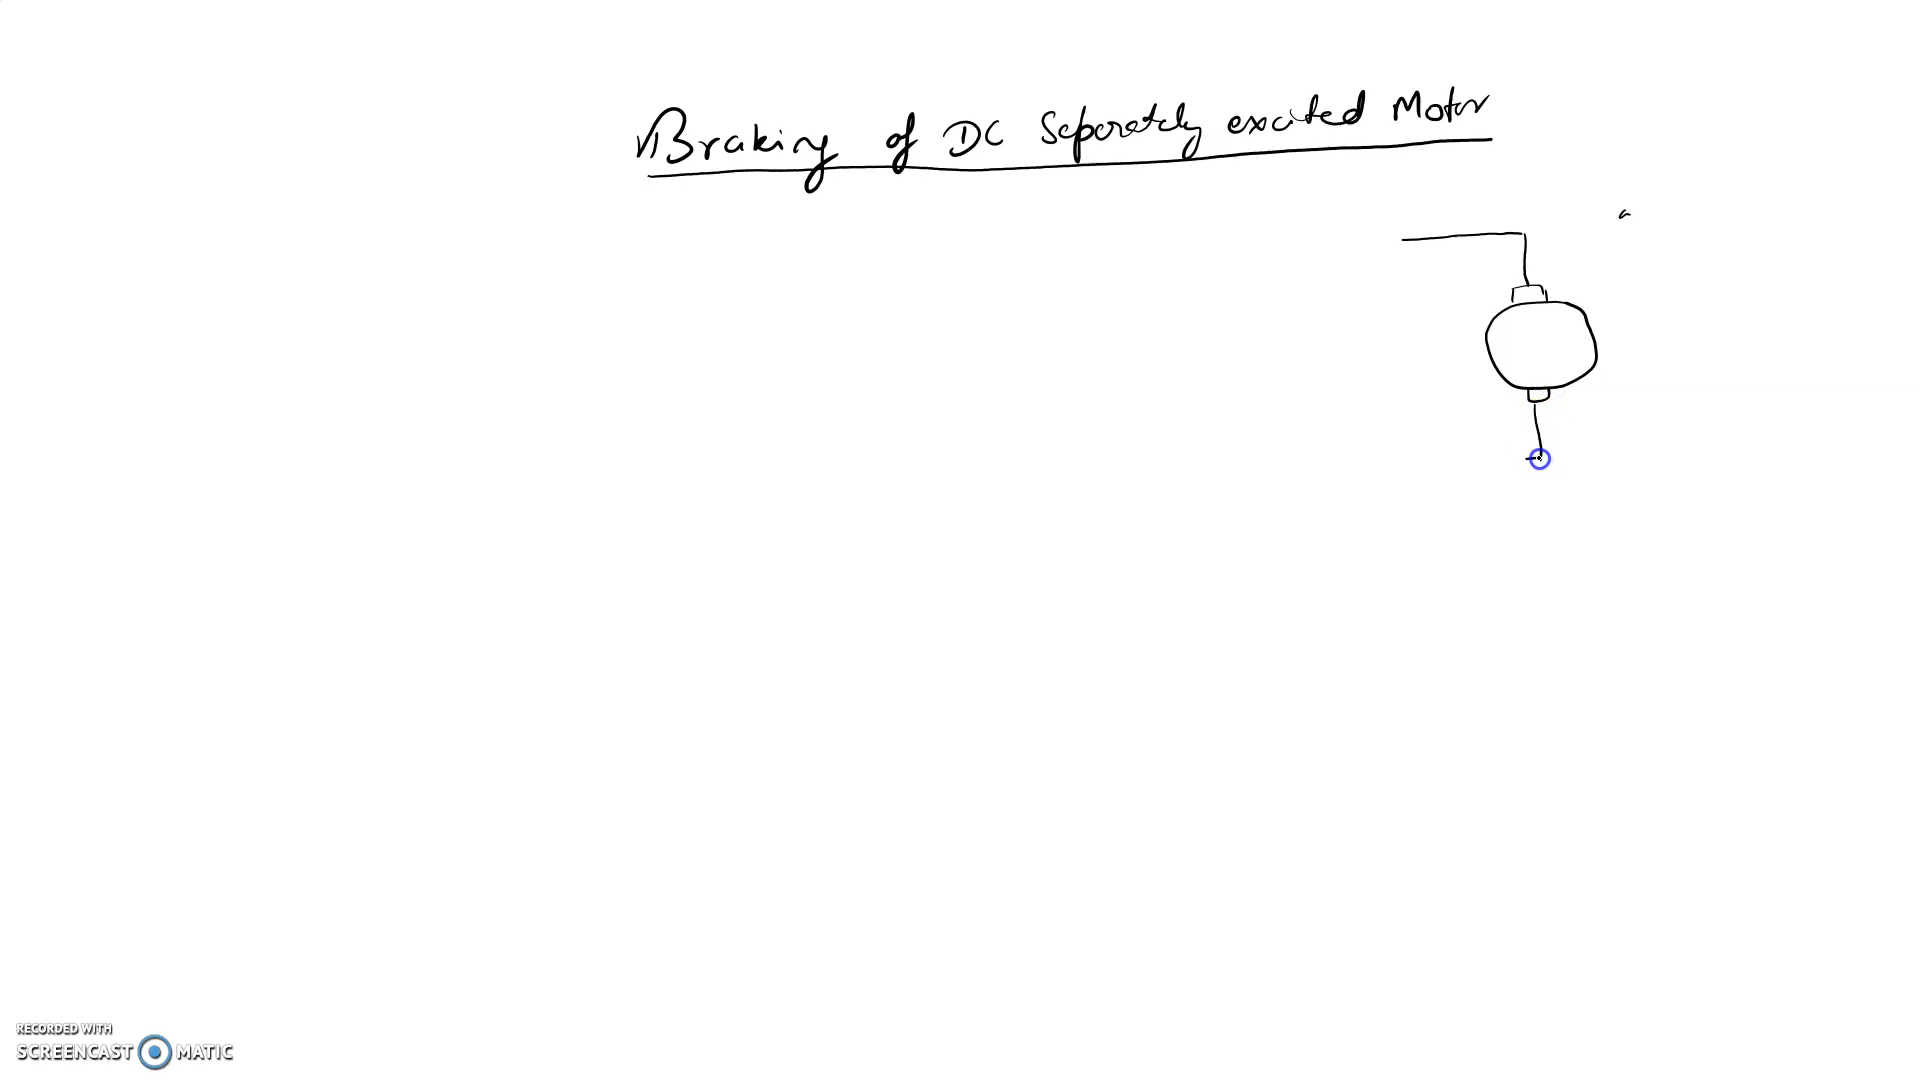 Braking of DC Seperately excited Motor
RECORDED WITH
SCREENCAST MATIC